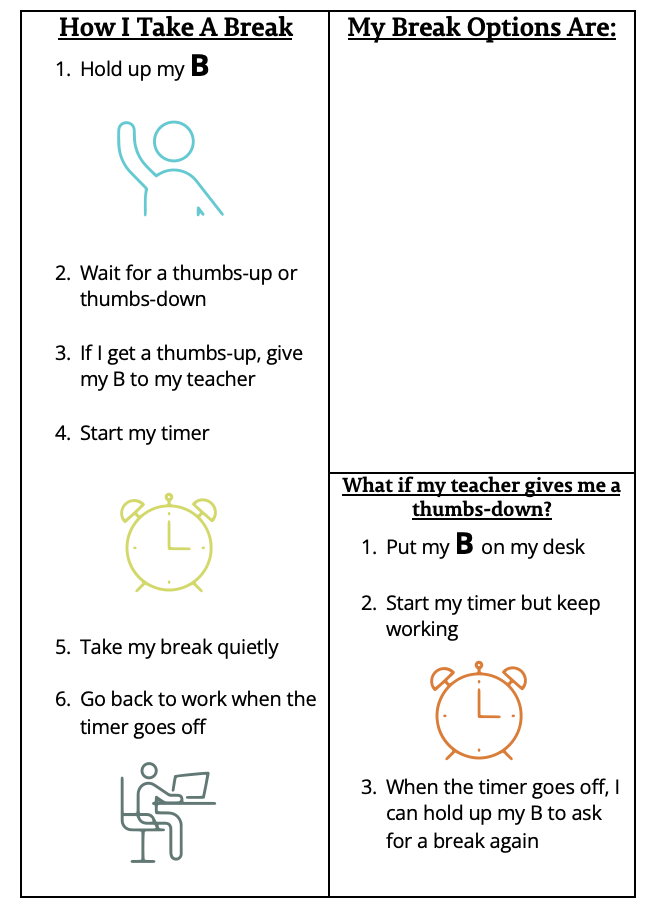 How I Take A Break
1. Hold up my B
2. Wait for a thumbs-up or
thumbs-down
3. If I get a thumbs-up, give
my B to my teacher
4. Start my timer
5. Take my break quietly
6. Go back to work when the
timer goes off
My Break Options Are:
What if my teacher gives me a
thumbs-down?
1. Put my B on my desk
2. Start my timer but keep
working
3. When the timer goes off, I
can hold up my B to ask
for a break again